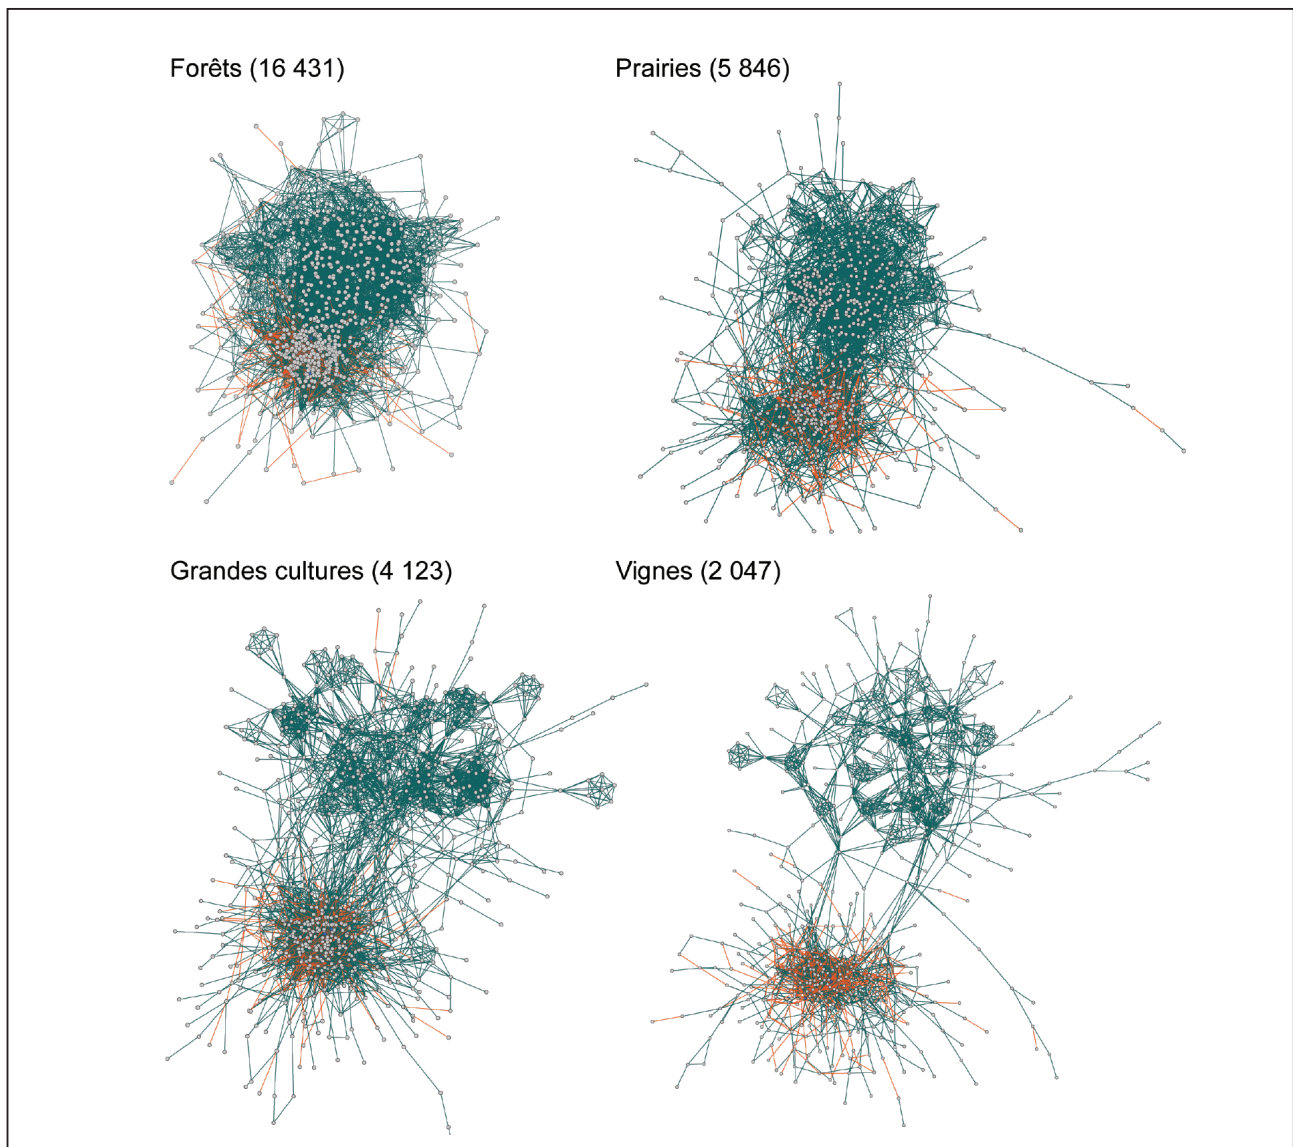 Forêts (16 431)
Prairies (5 846)
Grandes cultures (4 123)
Vignes (2 047)